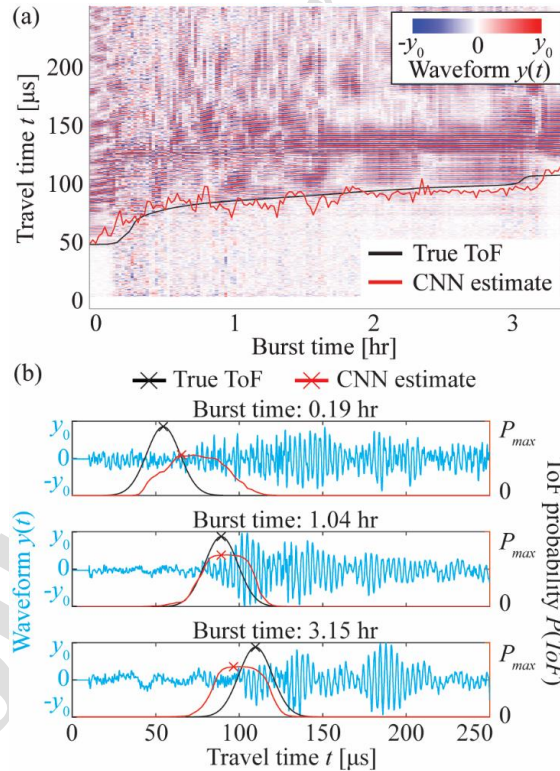 (a)
-y₀ 0 y₀
Waveform y(t)
200
150
100
50
0
Travel time t [µs]
True ToF
CNN estimate
0 1 2 3
Burst time [hr]
(b)
True ToF CNN estimate
Burst time: 0.19 hr
y₀
0
-y₀
Pmax
0
Burst time: 1.04 hr
y₀
0
-y₀
Pmax
0
Burst time: 3.15 hr
y₀
0
-y₀
Pmax
0
Waveform y(t)
ToF probability P(ToF)
0 50 100 150 200 250
Travel time t [µs]